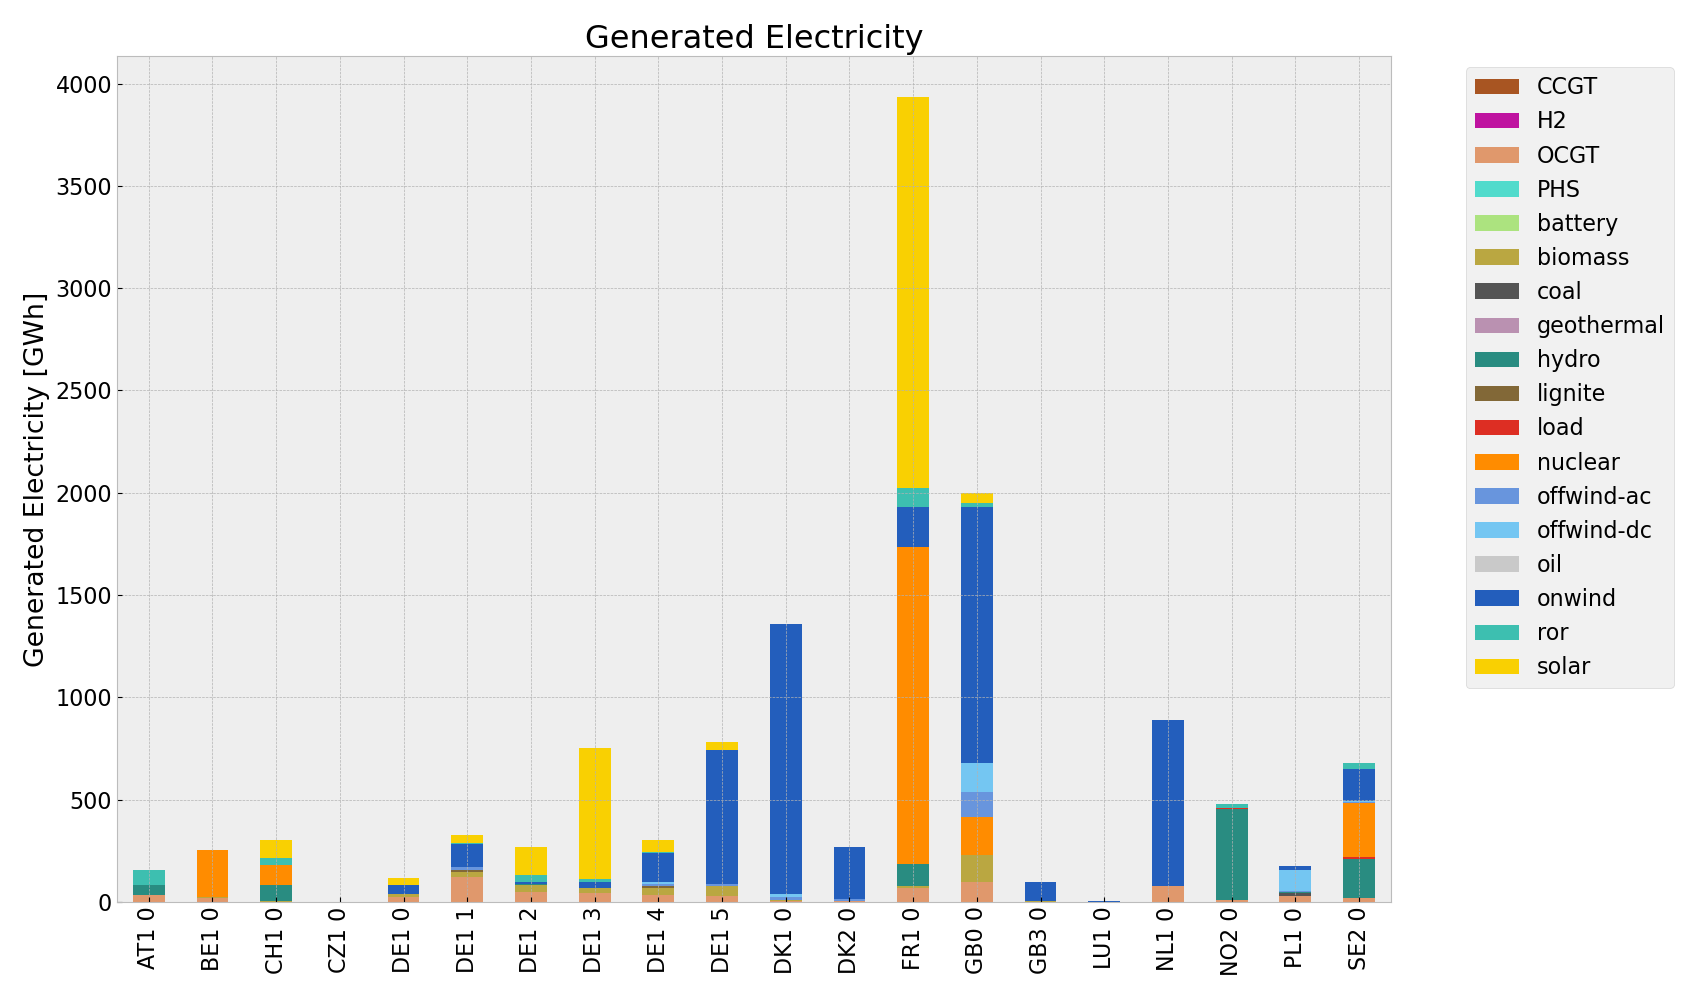 Generated Electricity
Generated Electricity [GWh]
4000
3500
3000
2500
2000
1500
1000
500
0
AT1 0
BE1 0
CH1 0
CZ1 0
DE1 0
DE1 1
DE1 2
DE1 3
DE1 4
DE1 5
DK1 0
DK2 0
FR1 0
GB0 0
GB3 0
LU1 0
NL1 0
NO2 0
PL1 0
SE2 0
CCGT
H2
OCGT
PHS
battery
biomass
coal
geothermal
hydro
lignite
load
nuclear
offwind-ac
offwind-dc
oil
onwind
ror
solar